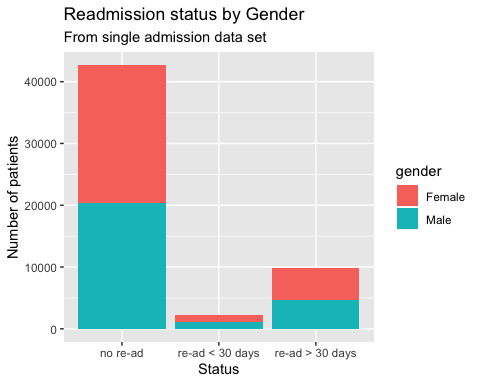 Readmission status by Gender
From single admission data set
Number of patients
40000
30000
20000
10000
0
no re-ad
re-ad < 30 days
re-ad > 30 days
Status
gender
Female
Male